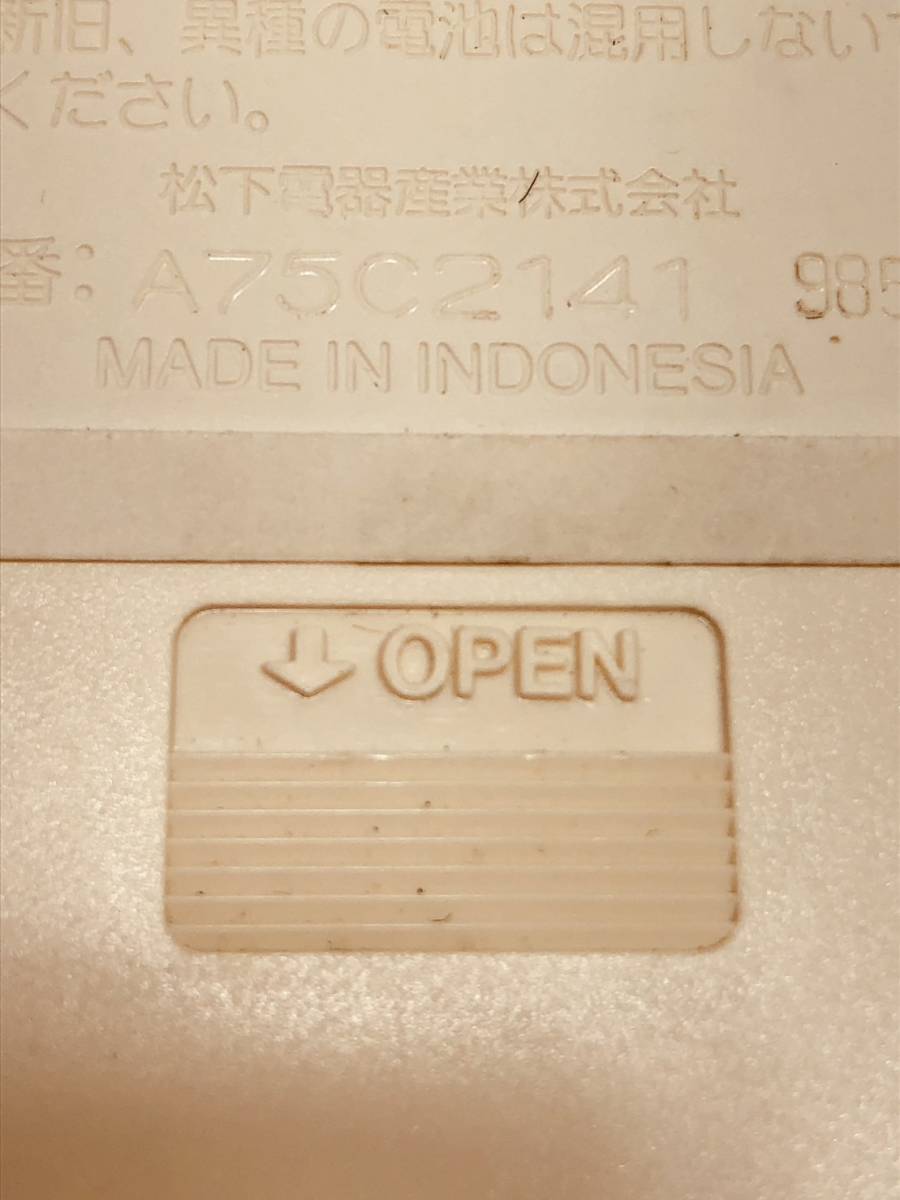 新旧、異種の電池は混用しないで
ください。
松下電器産業株式会社
番：A75C2141 985
MADE IN INDONESIA
↓ OPEN